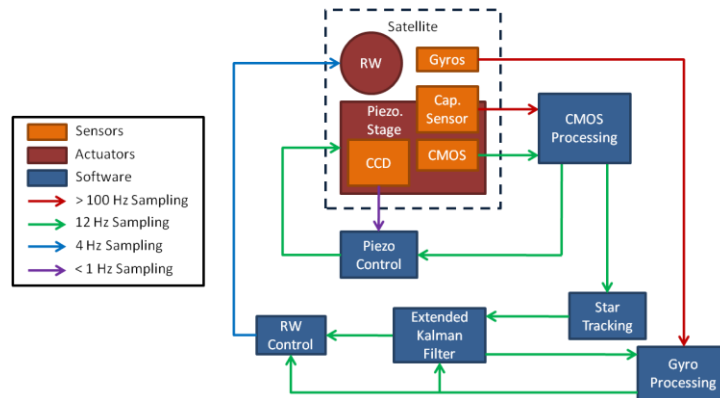 Satellite
RW
Gyros
Cap.
Sensor
Piezo.
Stage
CCD
CMOS
CMOS
Processing
Sensors
Actuators
Software
> 100 Hz Sampling
12 Hz Sampling
4 Hz Sampling
< 1 Hz Sampling
Piezo
Control
Star
Tracking
RW
Control
Extended
Kalman
Filter
Gyro
Processing